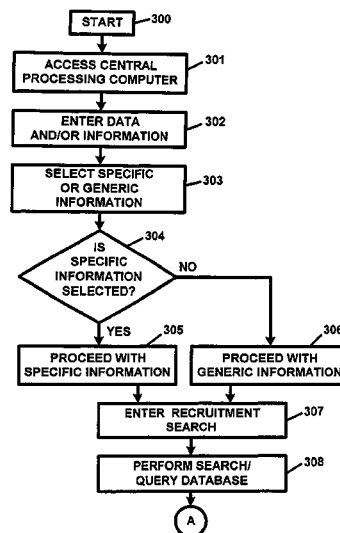 START
300
ACCESS CENTRAL
PROCESSING COMPUTER
301
ENTER DATA
AND/OR INFORMATION
302
SELECT SPECIFIC
OR GENERIC
INFORMATION
303
IS
SPECIFIC
INFORMATION
SELECTED?
304
NO
YES
305
306
PROCEED WITH
SPECIFIC INFORMATION
PROCEED WITH
GENERIC INFORMATION
ENTER RECRUITMENT
SEARCH
307
PERFORM SEARCH/
QUERY DATABASE
308
A